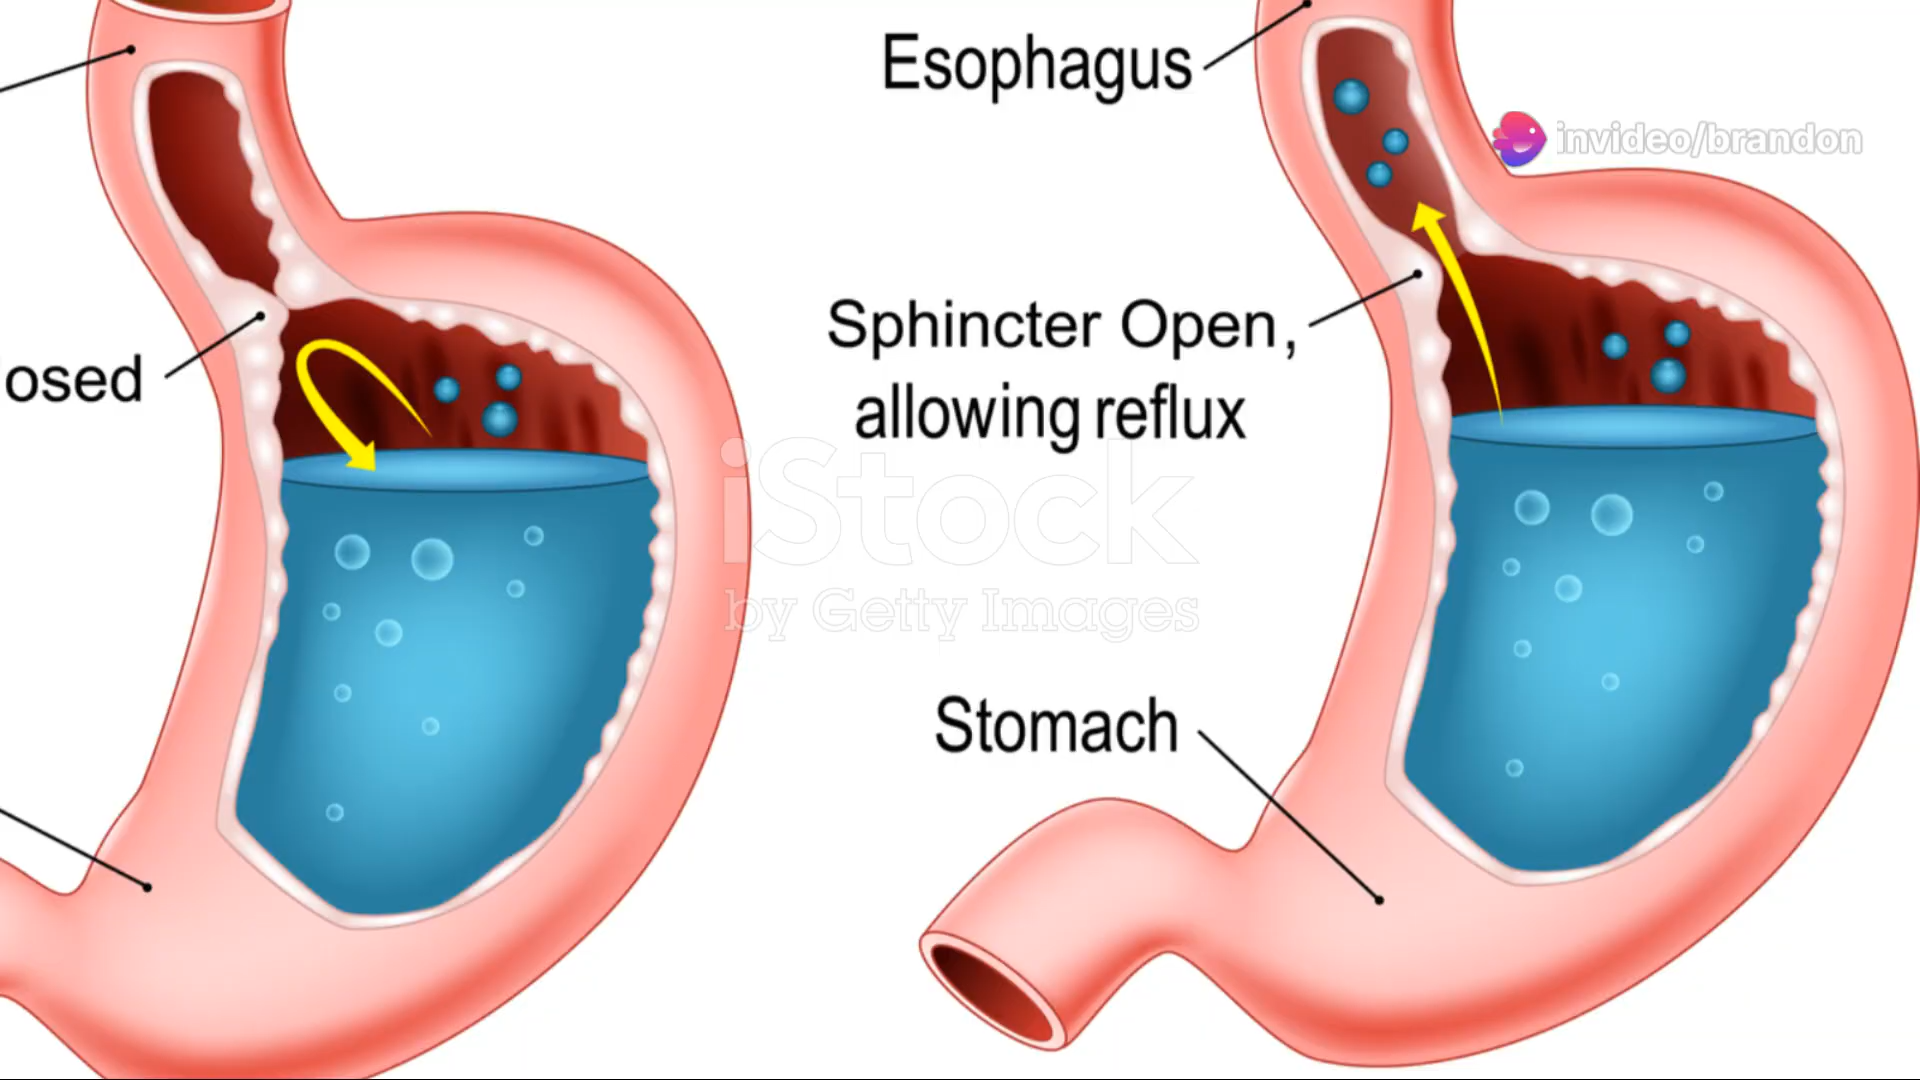 Esophagus
invideo/brandon
Sphincter Open,
allowing reflux
osed
iStock
by Getty Images
Stomach